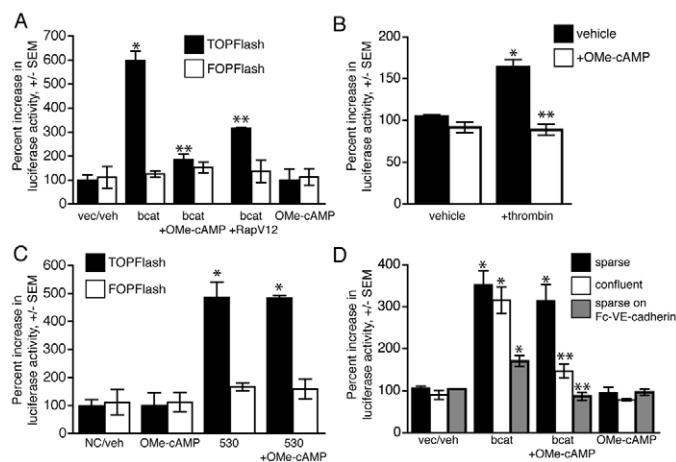 A
Percent increase in
luciferase activity, +/- SEM
700
600
500
400
300
200
100
0
TOPFlash
FOPFlash
*
**
**
vec/veh
bcat
bcat
+OMe-cAMP
bcat
+RapV12
OMe-cAMP
B
Percent increase in
luciferase activity, +/- SEM
200
150
100
50
0
vehicle
+OMe-cAMP
*
**
vehicle
+thrombin
C
Percent increase in
luciferase activity, +/- SEM
600
500
400
300
200
100
0
TOPFlash
FOPFlash
*
*
NC/veh
OMe-cAMP
530
530
+OMe-cAMP
D
Percent increase in
luciferase activity, +/- SEM
400
300
200
100
0
sparse
confluent
sparse on
Fc-VE-cadherin
*
*
*
*
**
**
vec/veh
bcat
bcat
+OMe-cAMP
OMe-cAMP